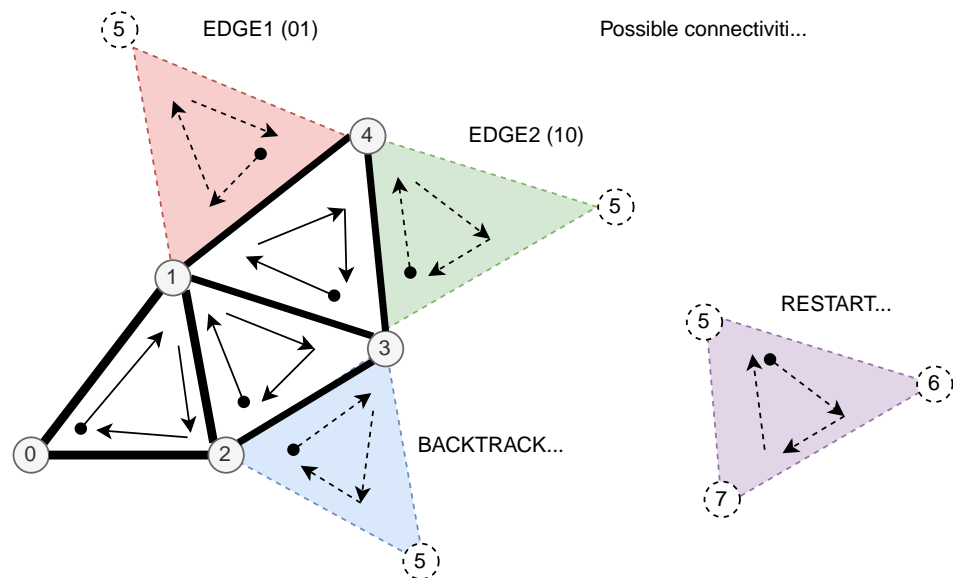 5
EDGE1 (01)
Possible connectiviti...
4
EDGE2 (10)
5
1
RESTART...
5
3
6
BACKTRACK...
0
2
7
5